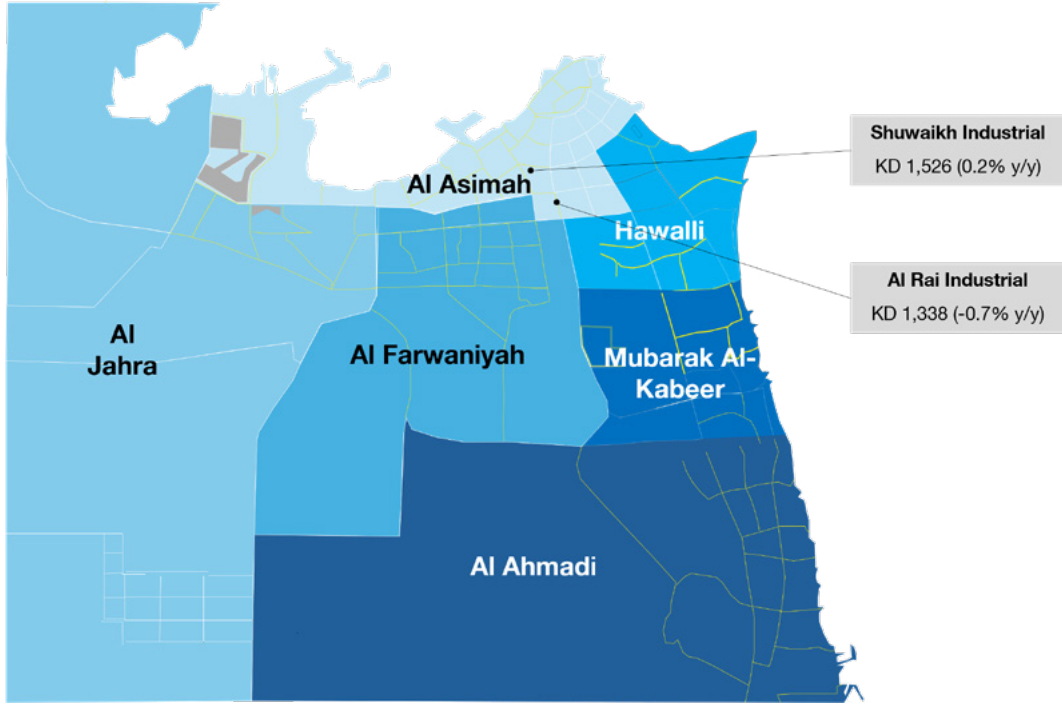 Shuwaikh Industrial
KD 1,526 (0.2% y/y)
Al Asimah
Hawalli
Al Rai Industrial
KD 1,338 (-0.7% y/y)
Al
Jahra
Al Farwaniyah
Mubarak Al-
Kabeer
Al Ahmadi